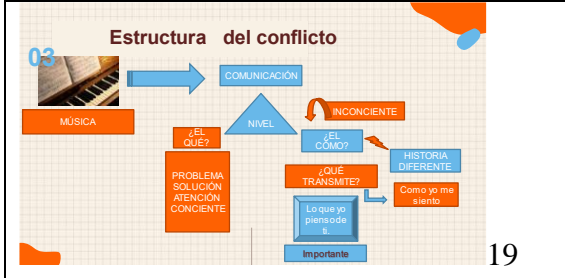 Estructura del conflicto
03
COMUNICACIÓN
MÚSICA
NIVEL
INCONCIENTE
¿EL
QUÉ?
¿EL
CÓMO?
HISTORIA
DIFERENTE
PROBLEMA
SOLUCIÓN
ATENCIÓN
CONCIENTE
¿QUÉ
TRANSMITE?
Como yo me
siento
Lo que yo
pienso de
ti.
Importante
19